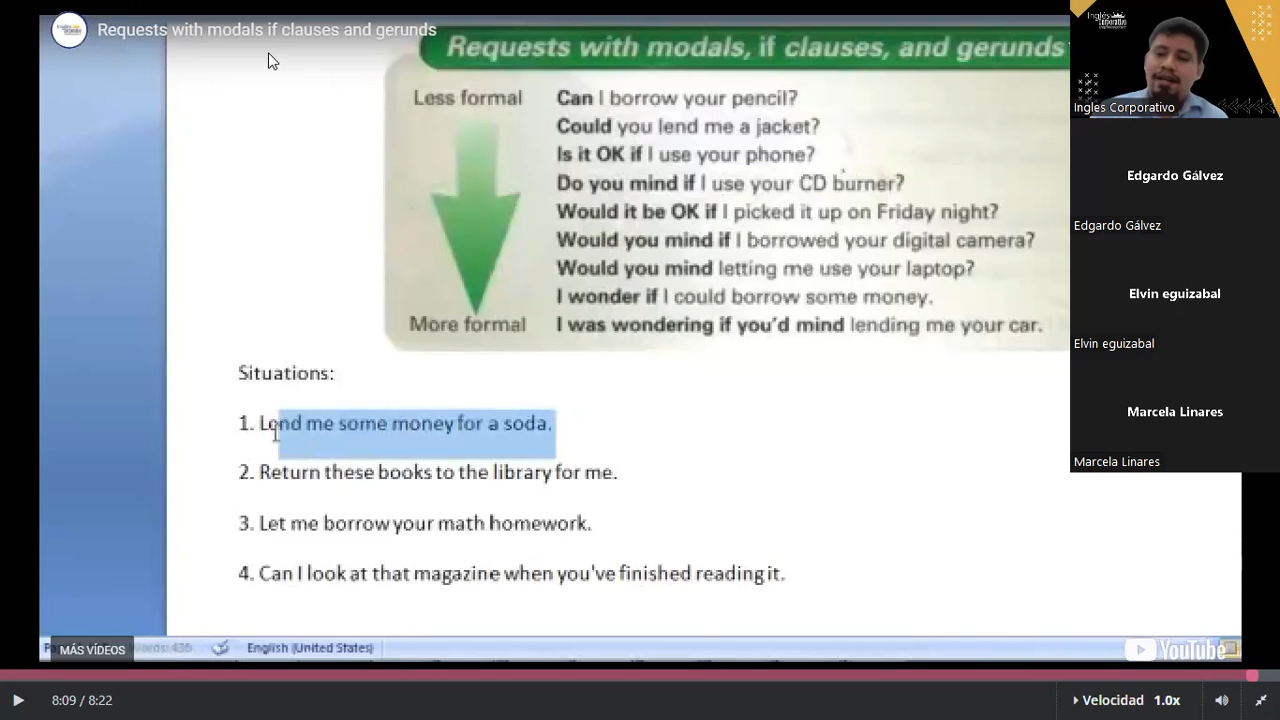 Requests with modals if clauses and gerunds
Requests with modals, if clauses, and gerunds
Less formal
Can I borrow your pencil?
Could you lend me a jacket?
Is it OK if I use your phone?
Do you mind if I use your CD burner?
Would it be OK if I picked it up on Friday night?
Would you mind if I borrowed your digital camera?
Would you mind letting me use your laptop?
I wonder if I could borrow some money.
More formal
I was wondering if you'd mind lending me your car.
Situations:
1. Lend me some money for a soda.
2. Return these books to the library for me.
3. Let me borrow your math homework.
4. Can I look at that magazine when you've finished reading it.
MÁS VÍDEOS
Words: 436
English (United States)
YouTube
8:09 / 8:22
Velocidad 1.0x
Inglés
Corporativo
Ingles Corporativo
Edgardo Gálvez
Edgardo Gálvez
Elvin eguizabal
Elvin eguizabal
Marcela Linares
Marcela Linares